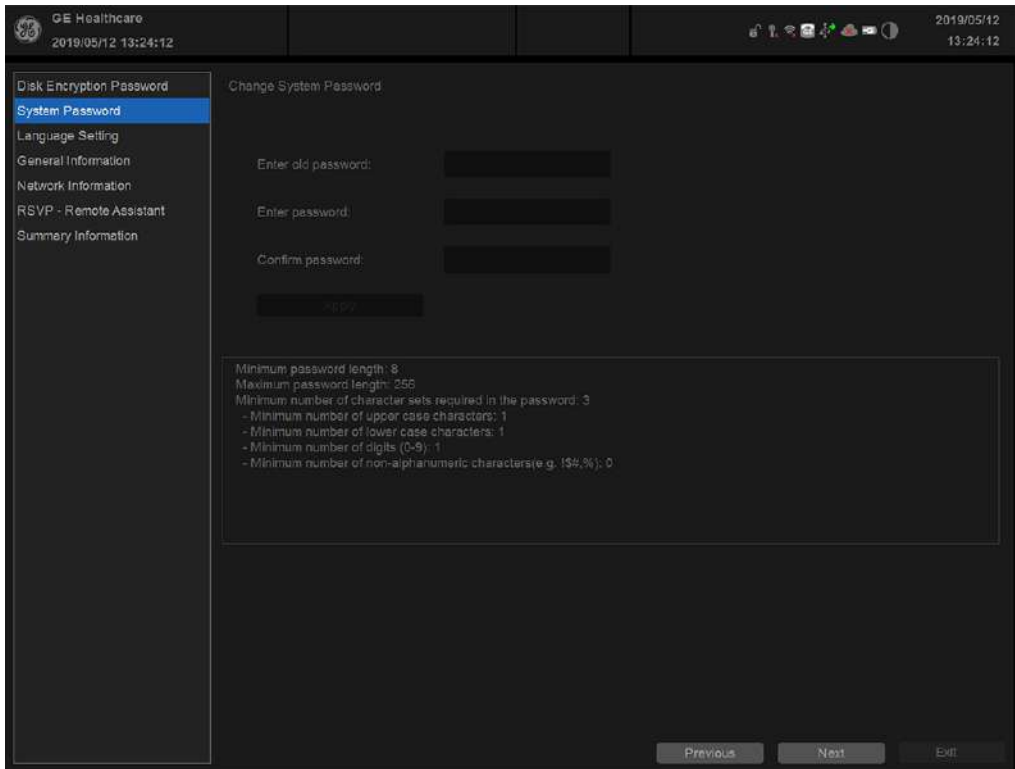 GE Healthcare
2019/05/12 13:24:12
2019/05/12
13:24:12
Disk Encryption Password
System Password
Language Setting
General Information
Network Information
RSVP - Remote Assistant
Summary Information
Change System Password
Enter old password:
Enter password:
Confirm password:
Apply
Minimum password length: 8
Maximum password length: 256
Minimum number of character sets required in the password: 3
- Minimum number of upper case characters: 1
- Minimum number of lower case characters: 1
- Minimum number of digits (0-9): 1
- Minimum number of non-alphanumeric characters(e.g. !$#,%): 0
Previous
Next
Exit